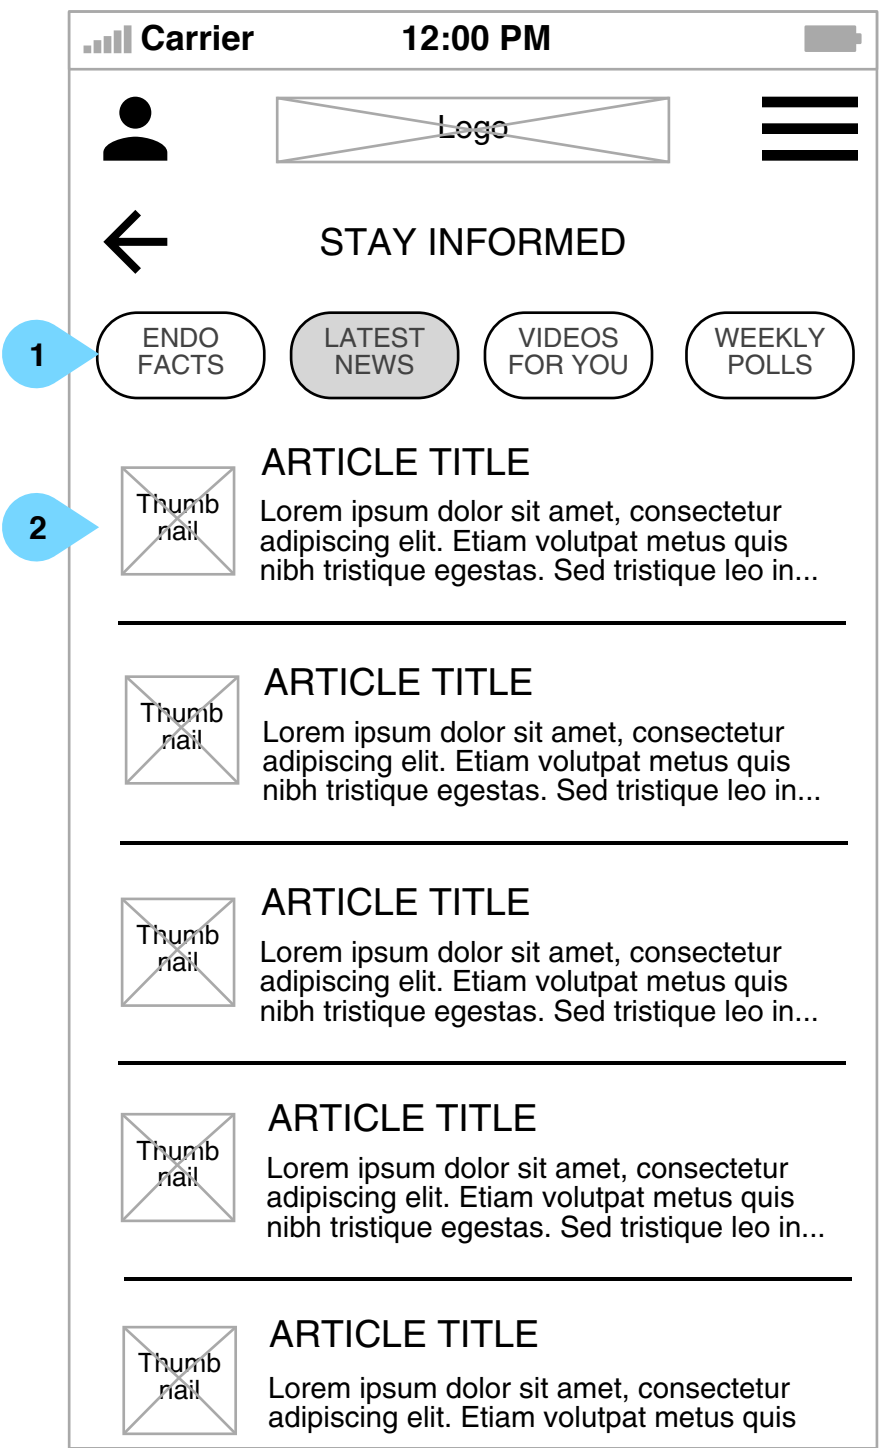 Carrier 12:00 PM
Logo
STAY INFORMED
1
ENDO
FACTS
LATEST
NEWS
VIDEOS
FOR YOU
WEEKLY
POLLS
2
Thumb
nail
ARTICLE TITLE
Lorem ipsum dolor sit amet, consectetur
adipiscing elit. Etiam volutpat metus quis
nibh tristique egestas. Sed tristique leo in...
Thumb
nail
ARTICLE TITLE
Lorem ipsum dolor sit amet, consectetur
adipiscing elit. Etiam volutpat metus quis
nibh tristique egestas. Sed tristique leo in...
Thumb
nail
ARTICLE TITLE
Lorem ipsum dolor sit amet, consectetur
adipiscing elit. Etiam volutpat metus quis
nibh tristique egestas. Sed tristique leo in...
Thumb
nail
ARTICLE TITLE
Lorem ipsum dolor sit amet, consectetur
adipiscing elit. Etiam volutpat metus quis
nibh tristique egestas. Sed tristique leo in...
Thumb
nail
ARTICLE TITLE
Lorem ipsum dolor sit amet, consectetur
adipiscing elit. Etiam volutpat metus quis